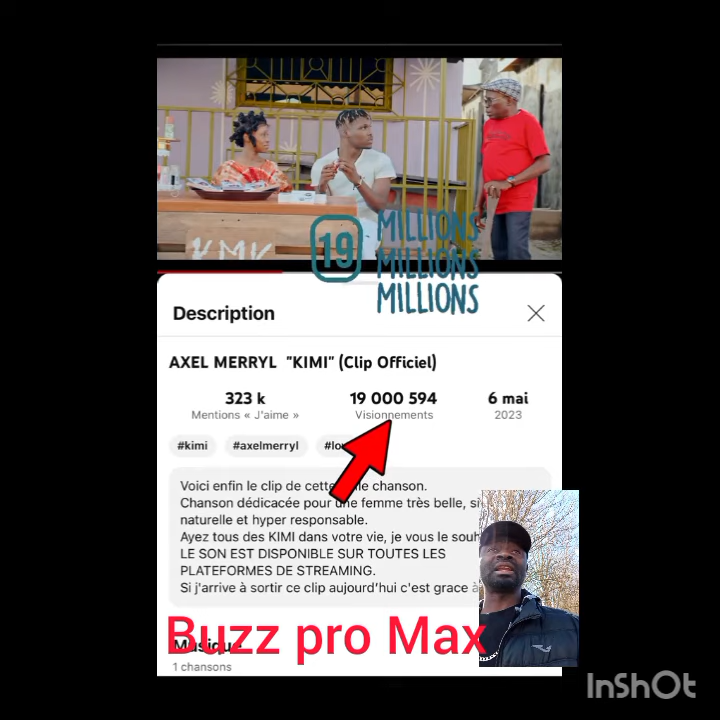 KMK
19
MILLIONS
MILLIONS
MILLIONS
Description
AXEL MERRYL "KIMI" (Clip Officiel)
323 k
19 000 594
6 mai
Mentions « J'aime »
Visionnements
2023
#kimi
#axelmerryl
Voici enfin le clip de cette chanson.
Chanson dédicacée pour une femme très belle,
naturelle et hyper responsable.
Ayez tous des KIMI dans votre vie, je vous le
LE SON EST DISPONIBLE SUR TOUTES LES
PLATEFORMES DE STREAMING.
Si j'arrive à sortir ce clip aujourd'hui c'est grace à
Buzz pro Max
Musique
1 chansons
InShOt